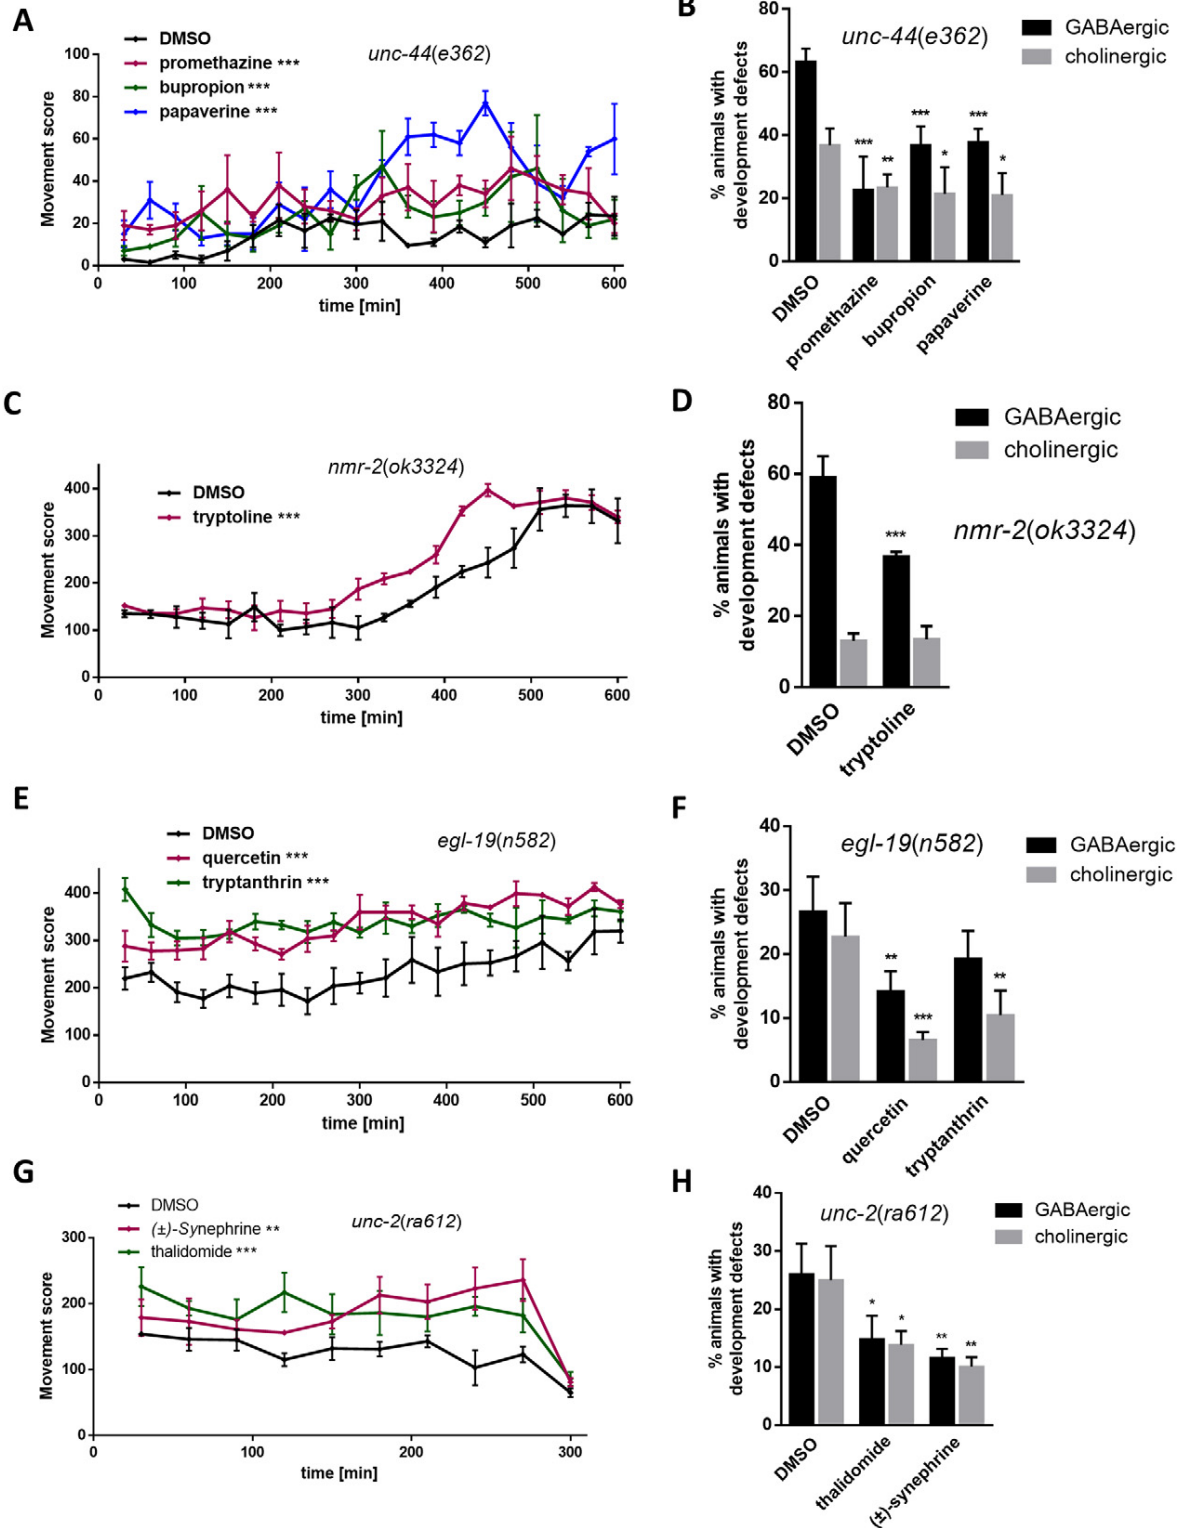 A
DMSO
promethazine ***
bupropion ***
papaverine ***
unc-44(e362)
Movement score
100
80
60
40
20
0
0 100 200 300 400 500 600
time [min]
B
unc-44(e362)
GABAergic
cholinergic
% animals with
development defects
80
60
40
20
0
*** ** *** * *** *
DMSO
promethazine
bupropion
papaverine
C
nmr-2(ok3324)
DMSO
tryptoline ***
Movement score
400
300
200
100
0
0 100 200 300 400 500 600
time [min]
D
GABAergic
cholinergic
nmr-2(ok3324)
% animals with
development defects
80
60
40
20
0
***
DMSO
tryptoline
E
DMSO
quercetin ***
tryptanthrin ***
egl-19(n582)
Movement score
400
300
200
100
0
0 100 200 300 400 500 600
time [min]
F
egl-19(n582)
GABAergic
cholinergic
% animals with
development defects
40
30
20
10
0
** *** **
DMSO
quercetin
tryptanthrin
G
DMSO
(±)-Synephrine **
thalidomide ***
unc-2(ra612)
Movement score
300
200
100
0
0 100 200 300
time [min]
H
unc-2(ra612)
GABAergic
cholinergic
% animals with
development defects
40
30
20
10
0
* * ** **
DMSO
thalidomide
(±)-synephrine